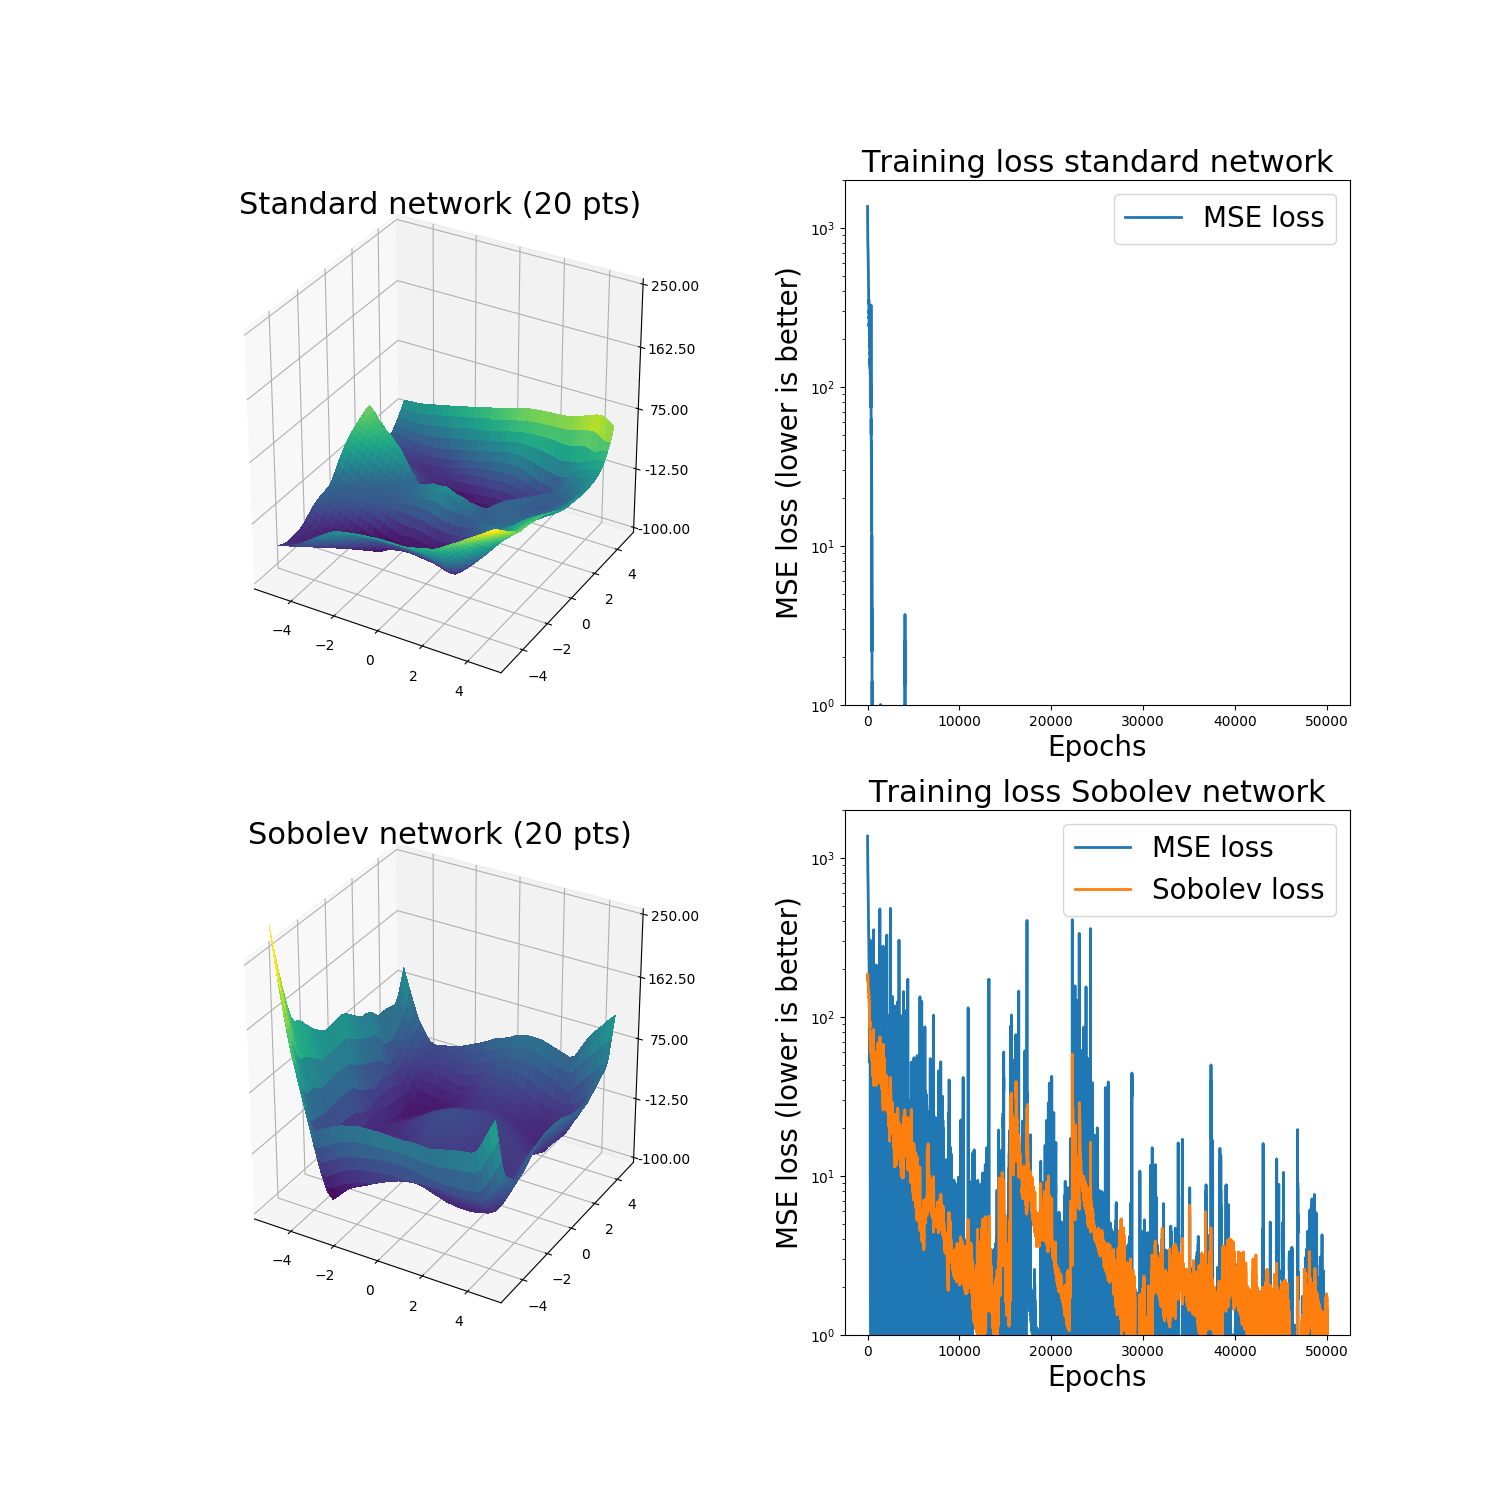 Standard network (20 pts)
250.00
162.50
75.00
-12.50
-100.00
−4
−2
0
2
4
−4
−2
0
2
4
Training loss standard network
MSE loss
MSE loss (lower is better)
10³
10²
10¹
10⁰
0 10000 20000 30000 40000 50000
Epochs
Sobolev network (20 pts)
250.00
162.50
75.00
-12.50
-100.00
−4
−2
0
2
4
−4
−2
0
2
4
Training loss Sobolev network
MSE loss
Sobolev loss
MSE loss (lower is better)
10³
10²
10¹
10⁰
0 10000 20000 30000 40000 50000
Epochs